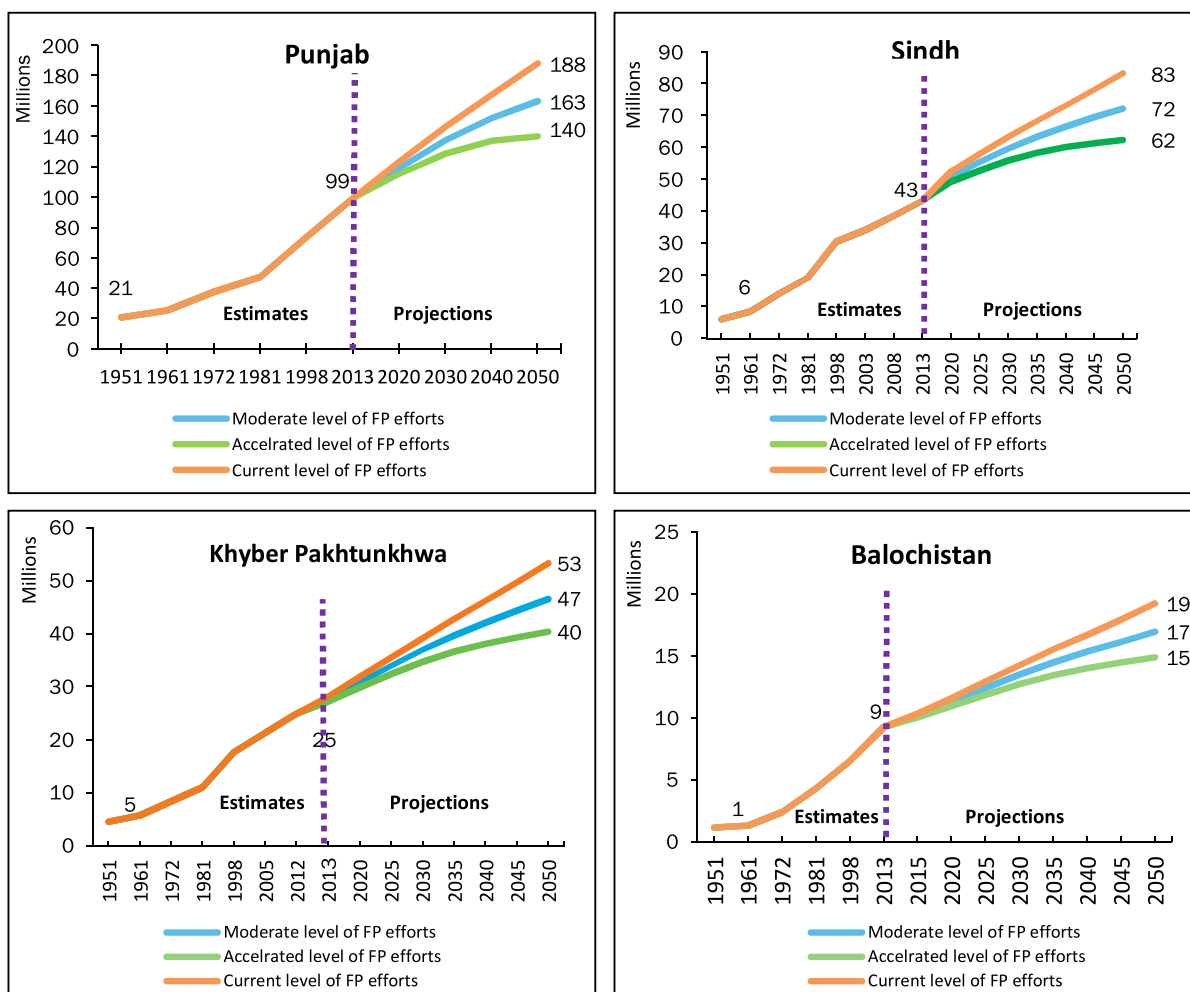 Punjab
Millions
200
180
160
140
120
100
80
60
40
20
0
188
163
140
99
21
Estimates Projections
1951 1961 1972 1981 1998 2013 2020 2030 2040 2050
Moderate level of FP efforts
Accelrated level of FP efforts
Current level of FP efforts
Sindh
Millions
90
80
70
60
50
40
30
20
10
0
83
72
62
43
6
Estimates Projections
1951 1961 1972 1981 1998 2003 2008 2013 2020 2025 2030 2035 2040 2045 2050
Moderate level of FP efforts
Accelrated level of FP efforts
Current level of FP efforts
Khyber Pakhtunkhwa
Millions
60
50
40
30
20
10
0
53
47
40
25
5
Estimates Projections
1951 1961 1972 1981 1998 2005 2012 2013 2020 2025 2030 2035 2040 2045 2050
Moderate level of FP efforts
Accelrated level of FP efforts
Current level of FP efforts
Balochistan
Millions
25
20
15
10
5
0
19
17
15
9
1
Estimates Projections
1951 1961 1972 1981 1998 2013 2015 2020 2025 2030 2035 2040 2045 2050
Moderate level of FP efforts
Accelrated level of FP efforts
Current level of FP efforts